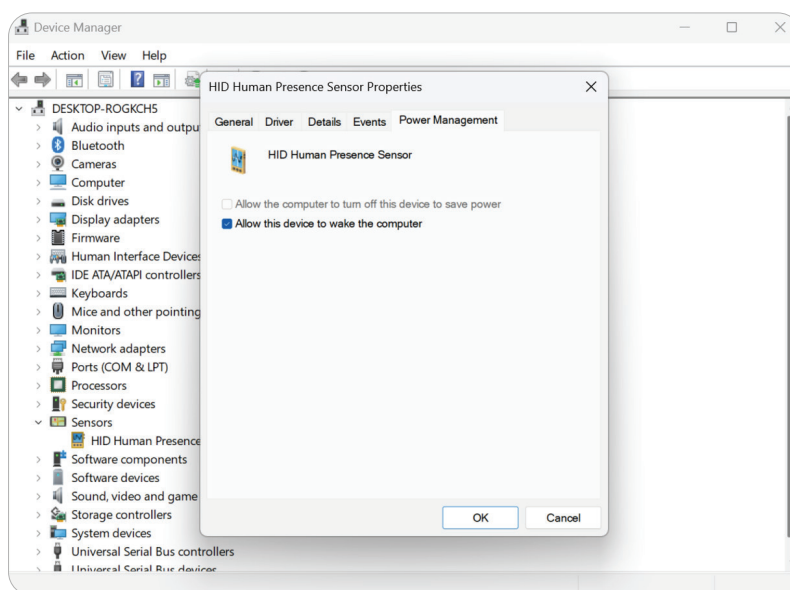 Device Manager
File Action View Help
HID Human Presence Sensor Properties
General Driver Details Events Power Management
HID Human Presence Sensor
Allow the computer to turn off this device to save power
Allow this device to wake the computer
OK Cancel
DESKTOP-ROGKCH5
Audio inputs and outpu
Bluetooth
Cameras
Computer
Disk drives
Display adapters
Firmware
Human Interface Devices
IDE ATA/ATAPI controllers
Keyboards
Mice and other pointing
Monitors
Network adapters
Ports (COM & LPT)
Processors
Security devices
Sensors
HID Human Presence
Software components
Software devices
Sound, video and game
Storage controllers
System devices
Universal Serial Bus controllers
Universal Serial Bus devices